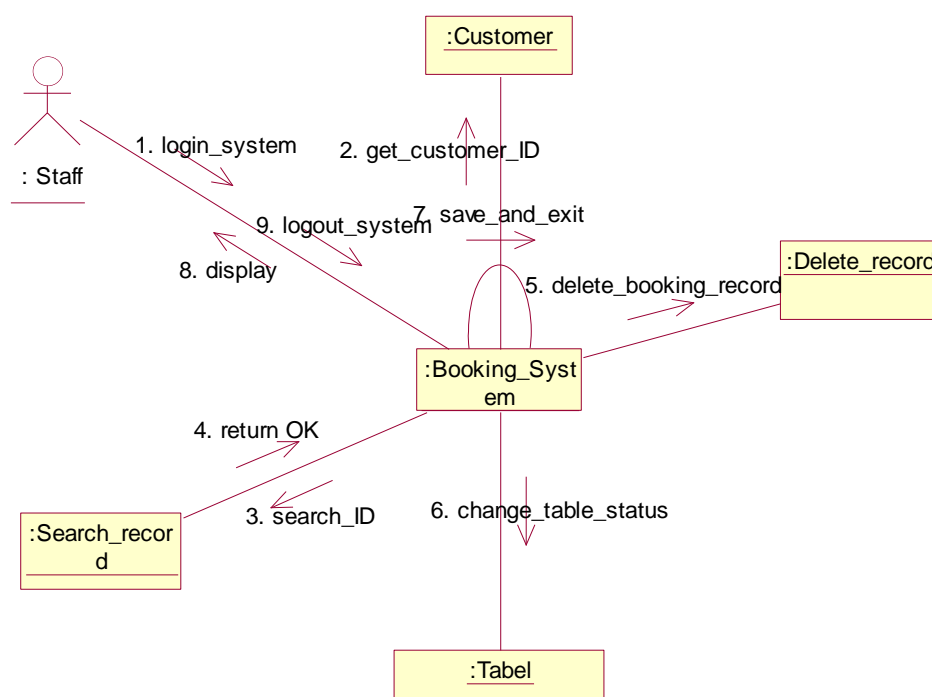 :Customer
1. login_system
2. get_customer_ID
: Staff
7. save_and_exit
9. logout_system
8. display
:Delete_record
5. delete_booking_record
:Booking_Syst
em
4. return OK
3. search_ID
6. change_table_status
:Search_recor
d
:Tabel